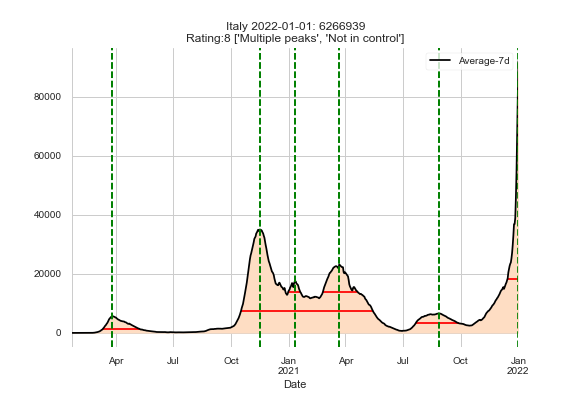 Italy 2022-01-01: 6266939
Rating:8 ['Multiple peaks', 'Not in control']
Average-7d
80000
60000
40000
20000
0
Apr Jul Oct Jan Apr Jul Oct Jan
2021 2022
Date